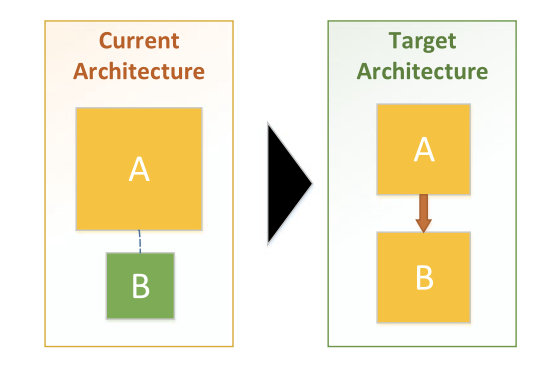 Current
Architecture
A
B
Target
Architecture
A
B